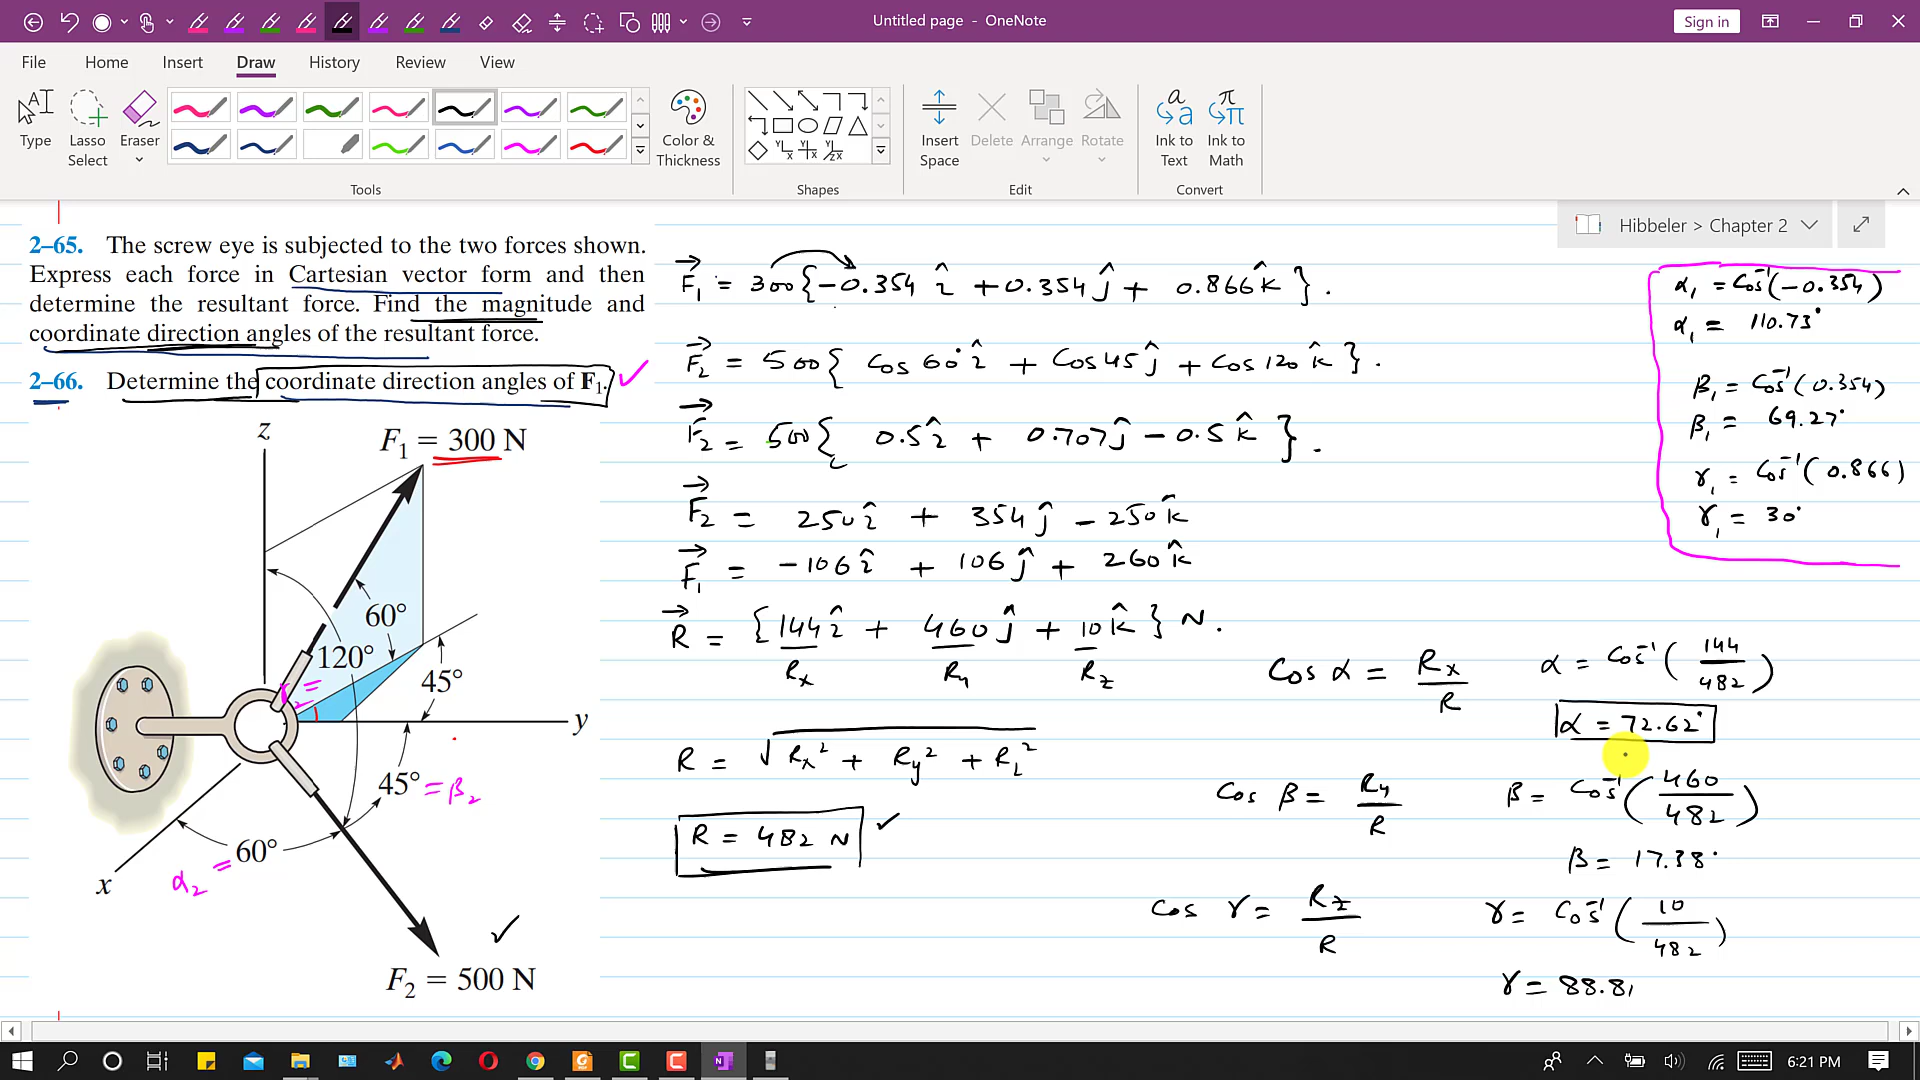 Untitled page - OneNote
Sign in
File Home Insert Draw History Review View
Type
Lasso Select
Eraser
Color & Thickness
Insert Space
Delete
Arrange
Rotate
Ink to Text
Ink to Math
Tools
Shapes
Edit
Convert
Hibbeler > Chapter 2
2–65. The screw eye is subjected to the two forces shown.
Express each force in Cartesian vector form and then
determine the resultant force. Find the magnitude and
coordinate direction angles of the resultant force.
2–66. Determine the coordinate direction angles of F₁. ✓
z
F₁ = 300 N
60°
120°
γ₂ =
45°
y
45° = β₂
α₂ = 60°
x
✓
F₂ = 500 N
F⃗₁ = 300{-0.354 î + 0.354 ĵ + 0.866 k̂}.
F⃗₂ = 500{ Cos 60° î + Cos 45 ĵ + Cos 120 k̂ }.
F⃗₂ = 500{ 0.5 î + 0.707 ĵ - 0.5 k̂ }.
F⃗₂ = 250 î + 354 ĵ - 250 k̂
F⃗₁ = -106 î + 106 ĵ + 260 k̂
R⃗ = {144 î + 460 ĵ + 10 k̂} N.
Rx Ry Rz
R = √(Rx² + Ry² + Rz²)
R = 482 N ✓
Cos α = Rx/R
α = Cos⁻¹(144/482)
α = 72.62°
Cos β = Ry/R
β = Cos⁻¹(460/482)
β = 17.38°
Cos γ = Rz/R
γ = Cos⁻¹(10/482)
γ = 88.81
α₁ = Cos⁻¹(-0.354)
α₁ = 110.73°
β₁ = Cos⁻¹(0.354)
β₁ = 69.27°
γ₁ = Cos⁻¹(0.866)
γ₁ = 30°
6:21 PM